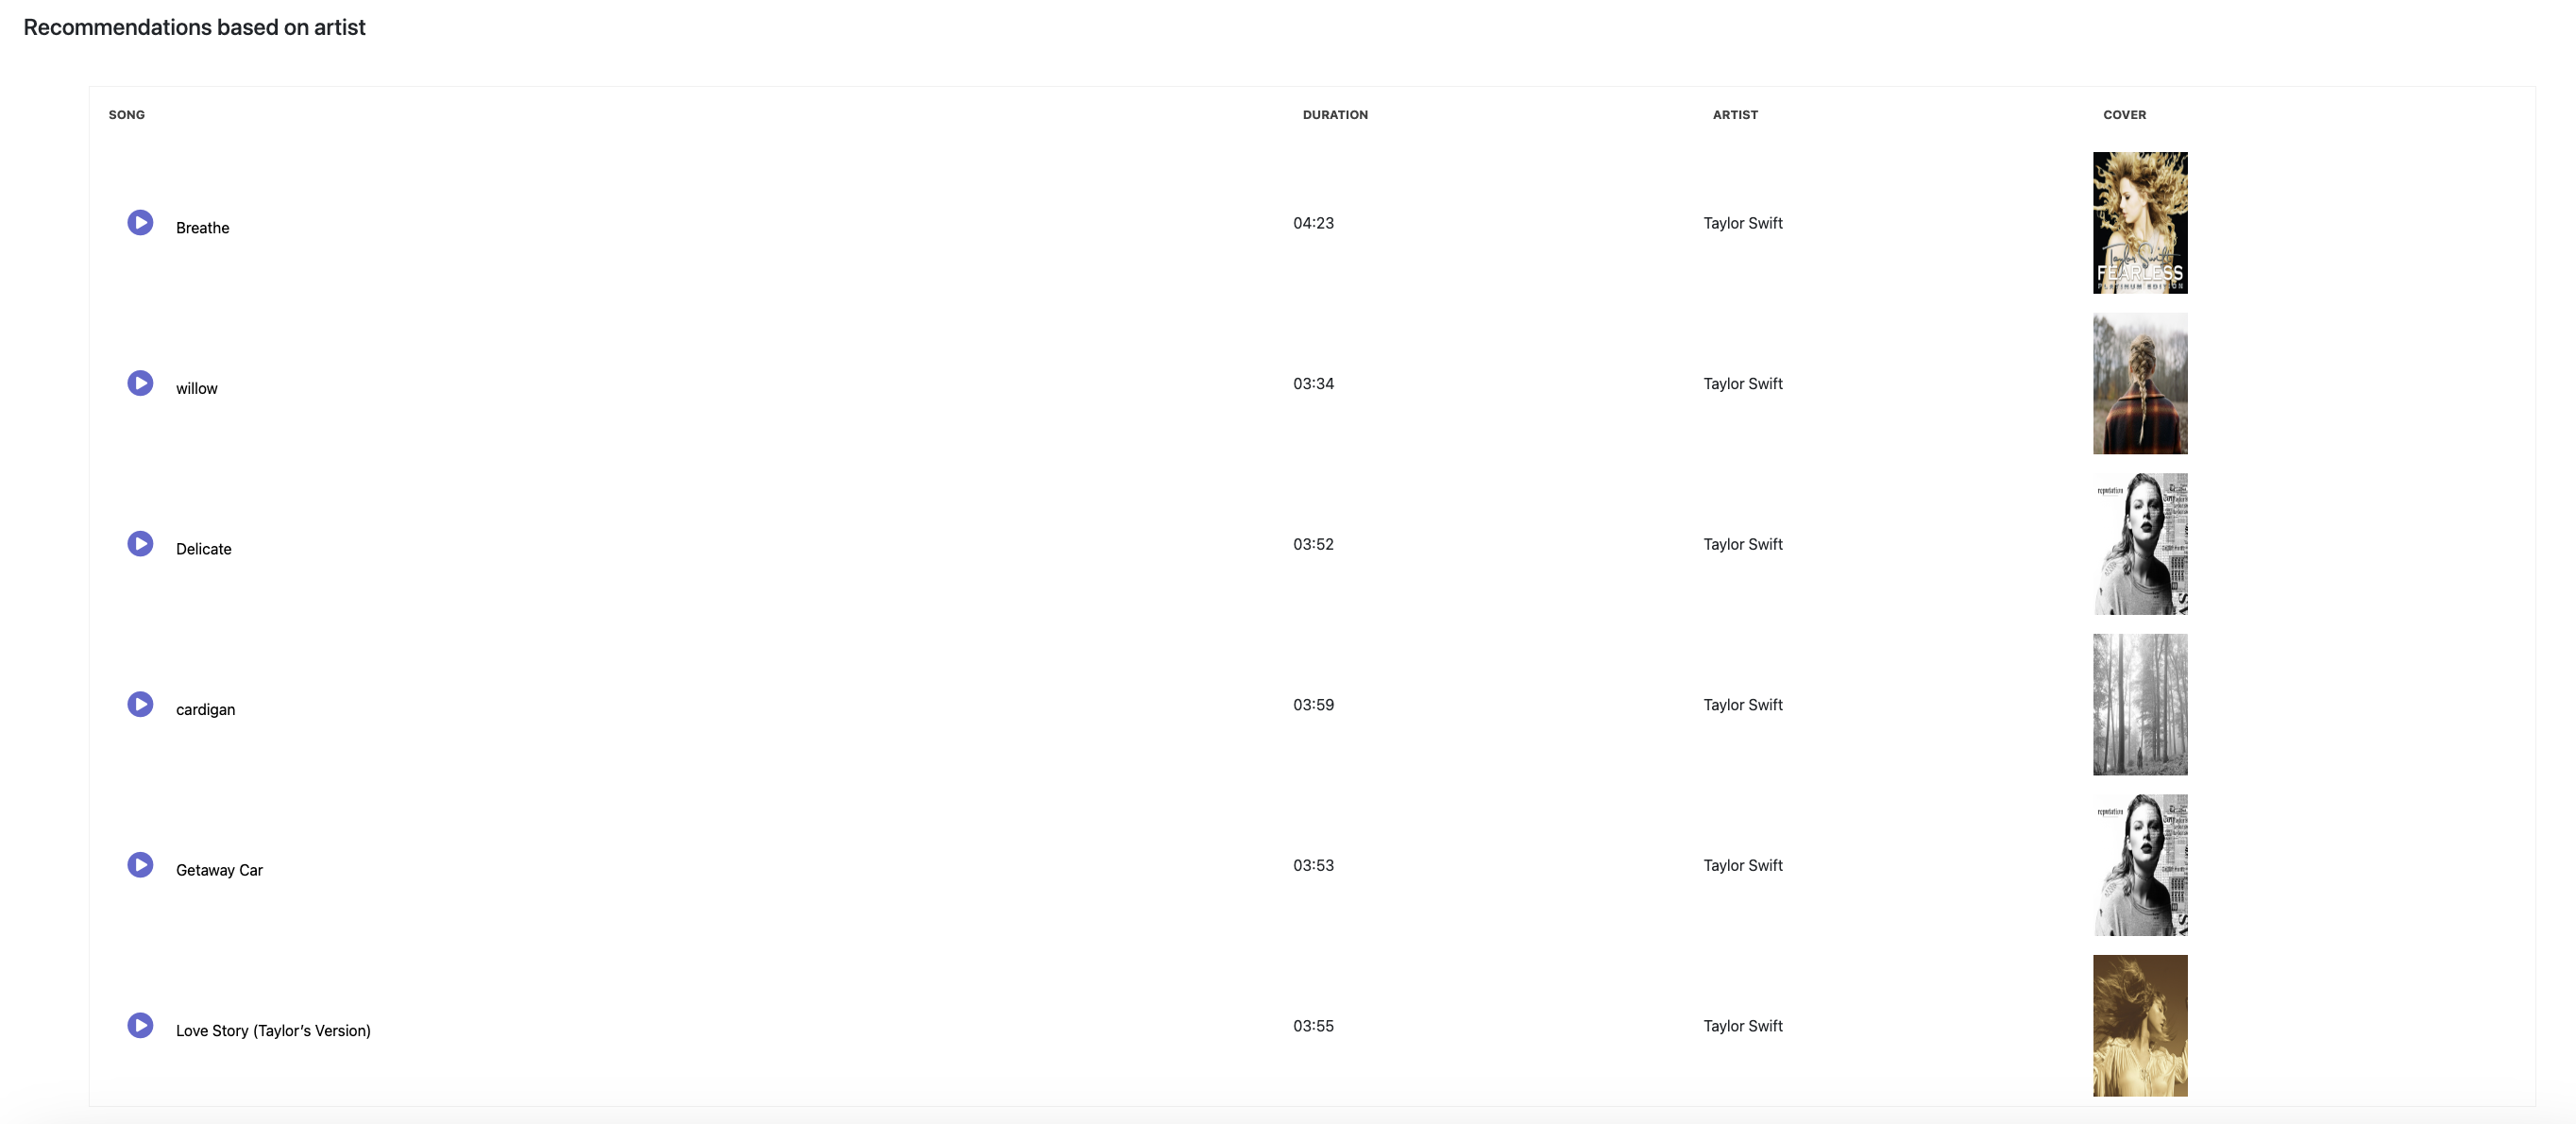 Recommendations based on artist
SONG DURATION ARTIST COVER
Breathe 04:23 Taylor Swift
Taylor Swift
FEARLESS
PLATINUM EDITION
willow 03:34 Taylor Swift
Delicate 03:52 Taylor Swift
reputation
cardigan 03:59 Taylor Swift
Getaway Car 03:53 Taylor Swift
reputation
Love Story (Taylor’s Version) 03:55 Taylor Swift